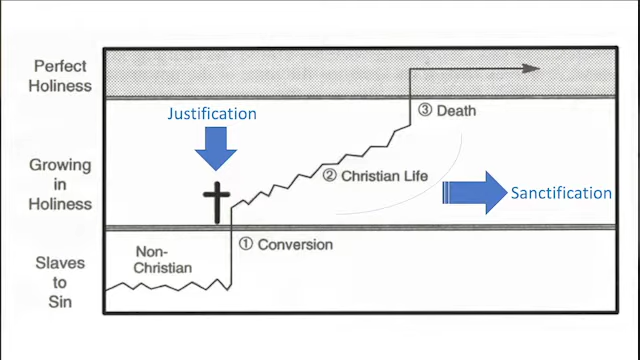 Perfect
Holiness
Justification
③ Death
Growing
in
Holiness
② Christian Life
Sanctification
① Conversion
Non-
Christian
Slaves
to
Sin